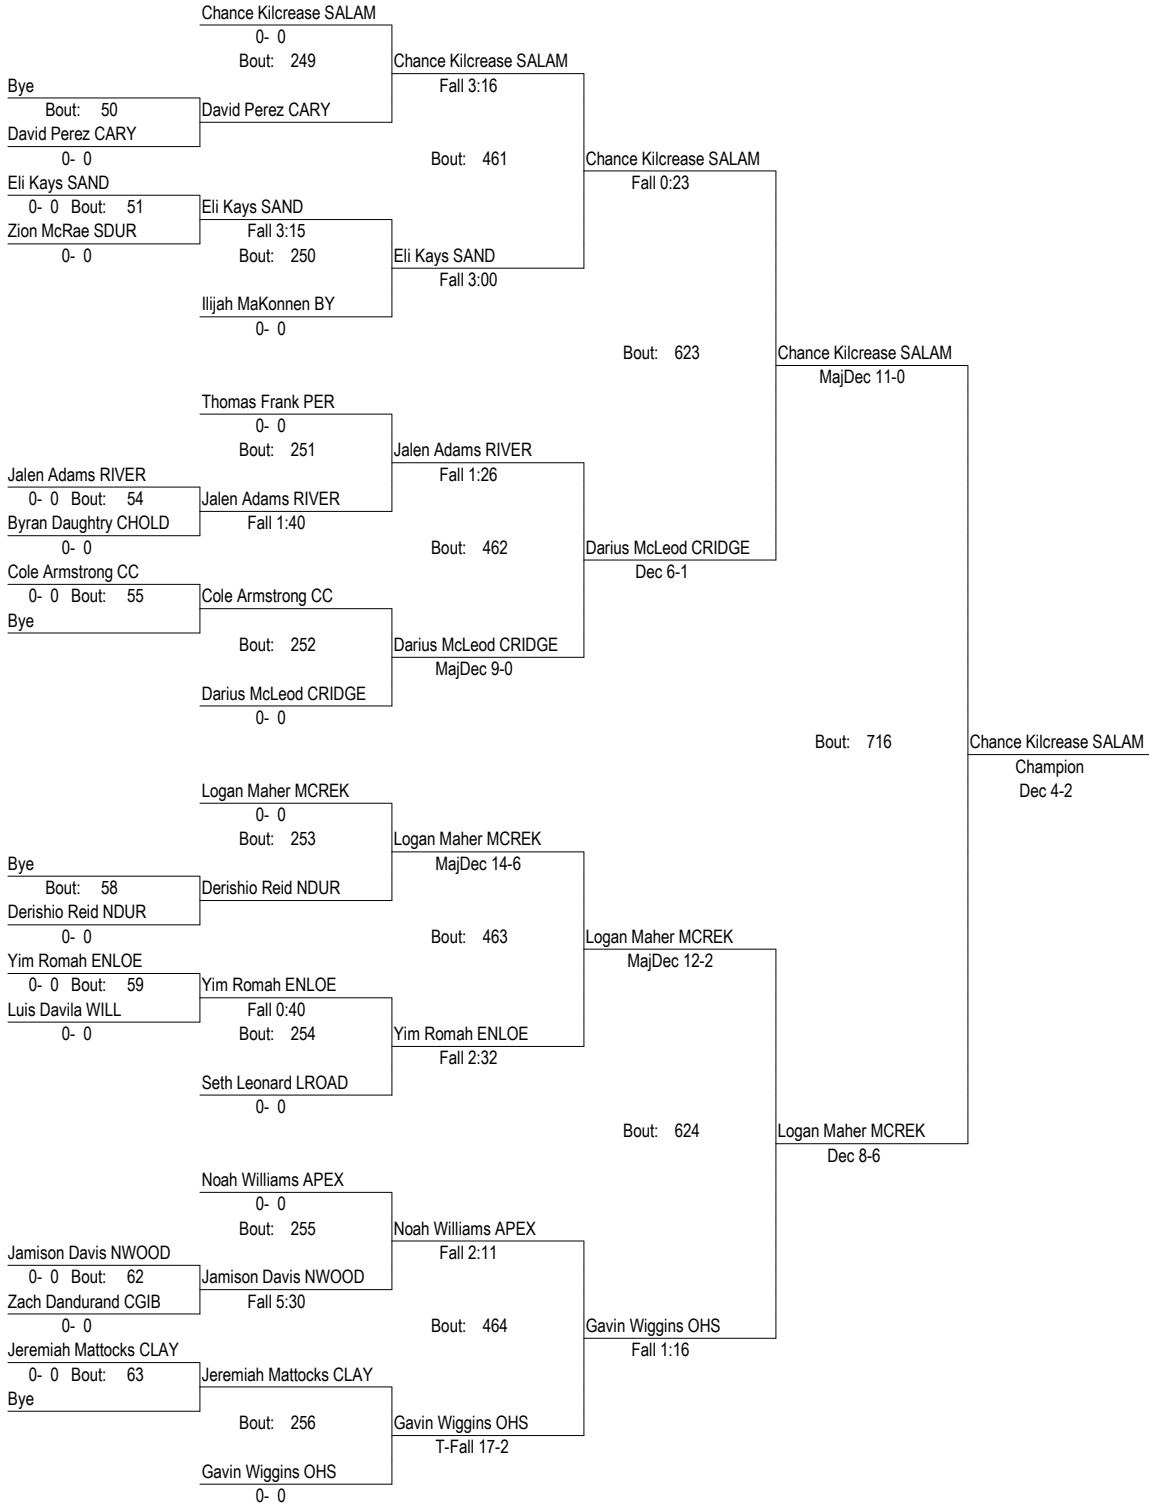 Chance Kilcrease SALAM
0- 0
Bout: 249
Chance Kilcrease SALAM
Fall 3:16
Bye
Bout: 50
David Perez CARY
David Perez CARY
0- 0
Bout: 461
Chance Kilcrease SALAM
Fall 0:23
Eli Kays SAND
0- 0 Bout: 51
Eli Kays SAND
Zion McRae SDUR
Fall 3:15
0- 0
Bout: 250
Eli Kays SAND
Fall 3:00
Ilijah MaKonnen BY
0- 0
Bout: 623
Chance Kilcrease SALAM
MajDec 11-0
Thomas Frank PER
0- 0
Bout: 251
Jalen Adams RIVER
Fall 1:26
Jalen Adams RIVER
0- 0 Bout: 54
Jalen Adams RIVER
Byran Daughtry CHOLD
Fall 1:40
0- 0
Bout: 462
Darius McLeod CRIDGE
Dec 6-1
Cole Armstrong CC
0- 0 Bout: 55
Cole Armstrong CC
Bye
Bout: 252
Darius McLeod CRIDGE
MajDec 9-0
Darius McLeod CRIDGE
0- 0
Bout: 716
Chance Kilcrease SALAM
Champion
Dec 4-2
Logan Maher MCREK
0- 0
Bout: 253
Logan Maher MCREK
MajDec 14-6
Bye
Bout: 58
Derishio Reid NDUR
Derishio Reid NDUR
0- 0
Bout: 463
Logan Maher MCREK
MajDec 12-2
Yim Romah ENLOE
0- 0 Bout: 59
Yim Romah ENLOE
Luis Davila WILL
Fall 0:40
0- 0
Bout: 254
Yim Romah ENLOE
Fall 2:32
Seth Leonard LROAD
0- 0
Bout: 624
Logan Maher MCREK
Dec 8-6
Noah Williams APEX
0- 0
Bout: 255
Noah Williams APEX
Fall 2:11
Jamison Davis NWOOD
0- 0 Bout: 62
Jamison Davis NWOOD
Zach Dandurand CGIB
Fall 5:30
0- 0
Bout: 464
Gavin Wiggins OHS
Fall 1:16
Jeremiah Mattocks CLAY
0- 0 Bout: 63
Jeremiah Mattocks CLAY
Bye
Bout: 256
Gavin Wiggins OHS
T-Fall 17-2
Gavin Wiggins OHS
0- 0